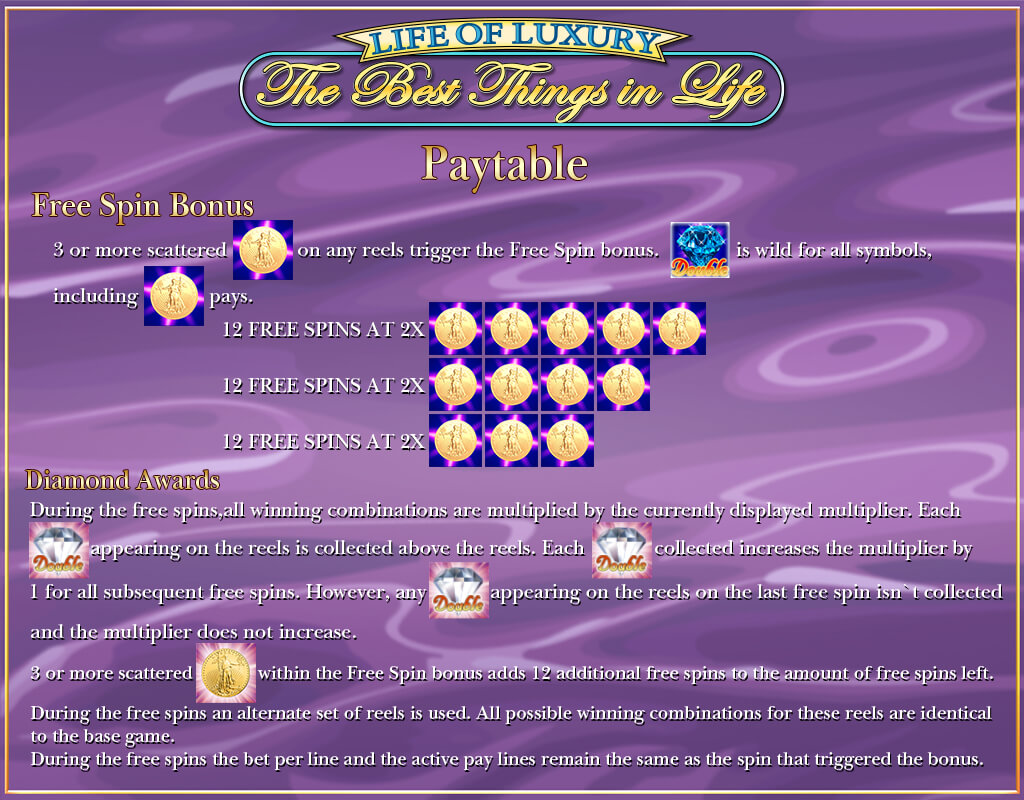 LIFE OF LUXURY
The Best Things in Life
Paytable
Free Spin Bonus
3 or more scattered on any reels trigger the Free Spin bonus. Double is wild for all symbols,
including pays.
12 FREE SPINS AT 2X
12 FREE SPINS AT 2X
12 FREE SPINS AT 2X
Diamond Awards
During the free spins,all winning combinations are multiplied by the currently displayed multiplier. Each
Double appearing on the reels is collected above the reels. Each Double collected increases the multiplier by
1 for all subsequent free spins. However, any Double appearing on the reels on the last free spin isn`t collected
and the multiplier does not increase.
3 or more scattered within the Free Spin bonus adds 12 additional free spins to the amount of free spins left.
During the free spins an alternate set of reels is used. All possible winning combinations for these reels are identical
to the base game.
During the free spins the bet per line and the active pay lines remain the same as the spin that triggered the bonus.